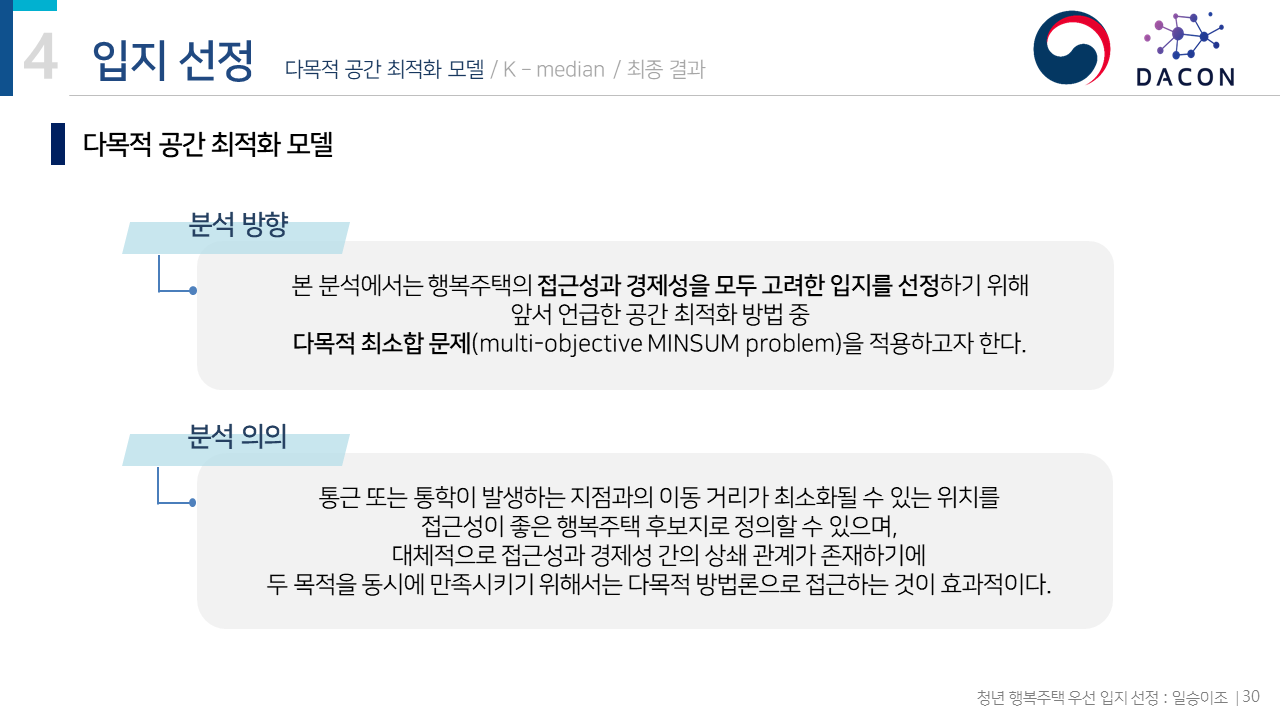 4
입지 선정
다목적 공간 최적화 모델 / K – median / 최종 결과
DACON
다목적 공간 최적화 모델
분석 방향
본 분석에서는 행복주택의 접근성과 경제성을 모두 고려한 입지를 선정하기 위해
앞서 언급한 공간 최적화 방법 중
다목적 최소합 문제(multi-objective MINSUM problem)을 적용하고자 한다.
분석 의의
통근 또는 통학이 발생하는 지점과의 이동 거리가 최소화될 수 있는 위치를
접근성이 좋은 행복주택 후보지로 정의할 수 있으며,
대체적으로 접근성과 경제성 간의 상쇄 관계가 존재하기에
두 목적을 동시에 만족시키기 위해서는 다목적 방법론으로 접근하는 것이 효과적이다.
청년 행복주택 우선 입지 선정 : 일승이조 | 30